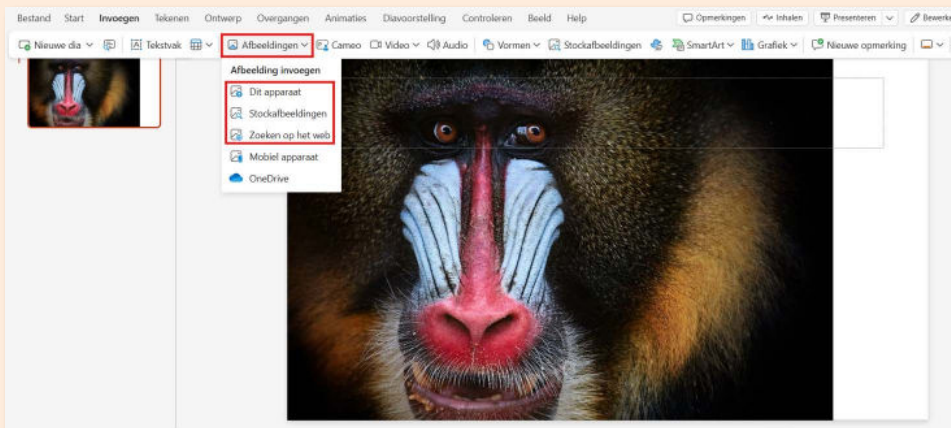 Bestand Start Invoegen Tekenen Ontwerp Overgangen Animaties Diavoorstelling Controleren Beeld Help Opmerkingen Inhalen Presenteren Bewerke
Nieuwe dia Tekstvak Afbeeldingen Cameo Video Audio Vormen Stockafbeeldingen SmartArt Grafiek Nieuwe opmerking
Afbeelding invoegen
Dit apparaat
Stockafbeeldingen
Zoeken op het web
Mobiel apparaat
OneDrive